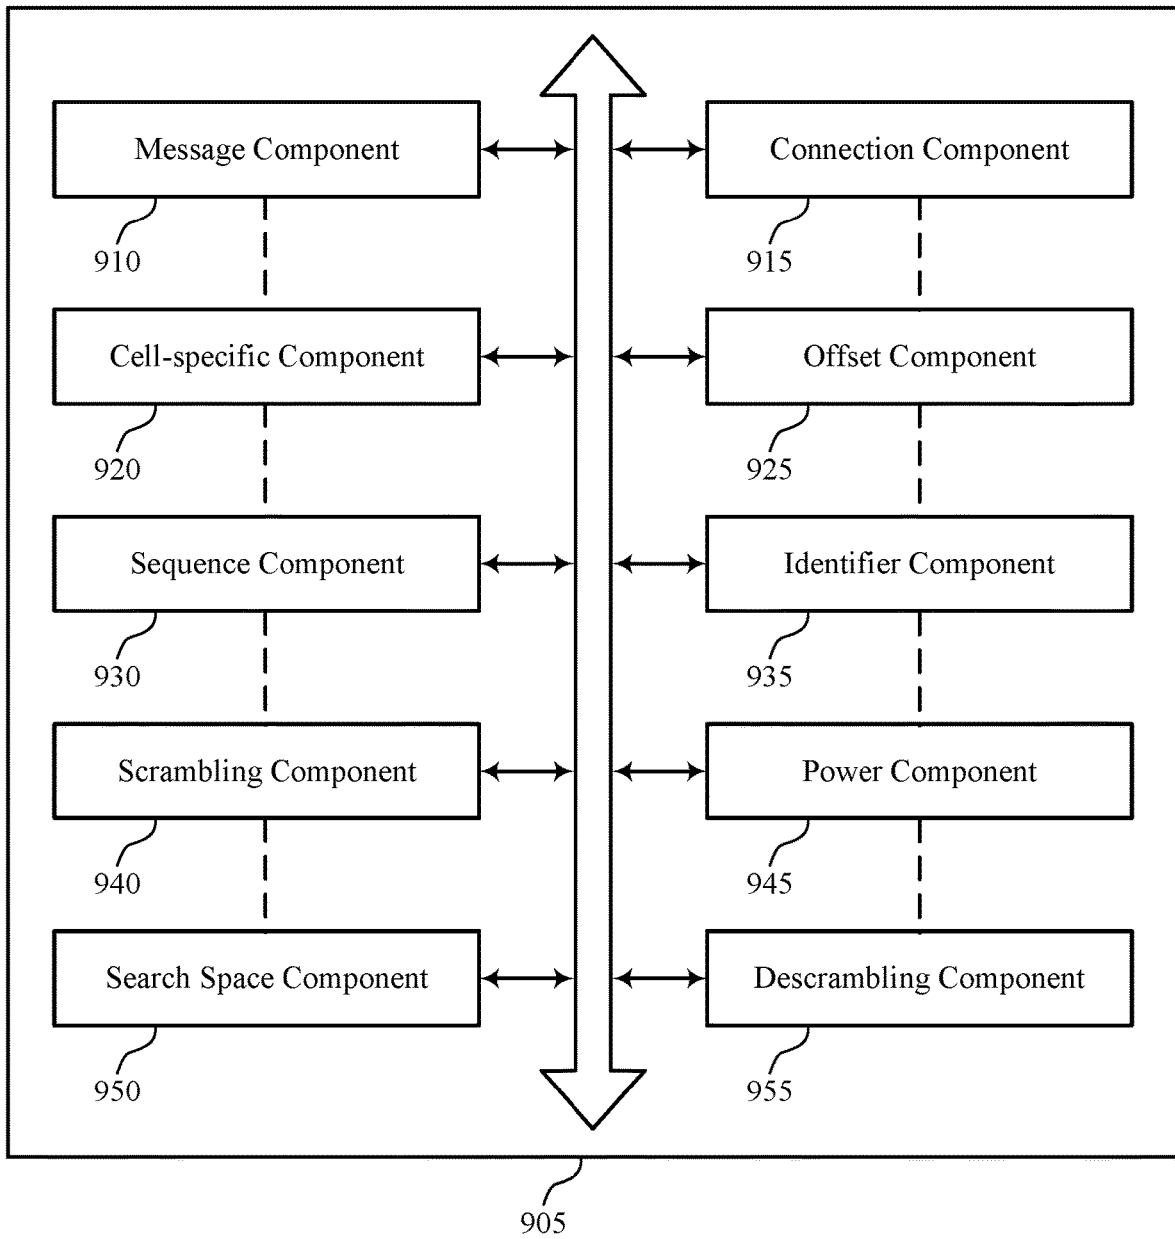 Message Component
Connection Component
910
915
Cell-specific Component
Offset Component
920
925
Sequence Component
Identifier Component
930
935
Scrambling Component
Power Component
940
945
Search Space Component
Descrambling Component
950
955
905